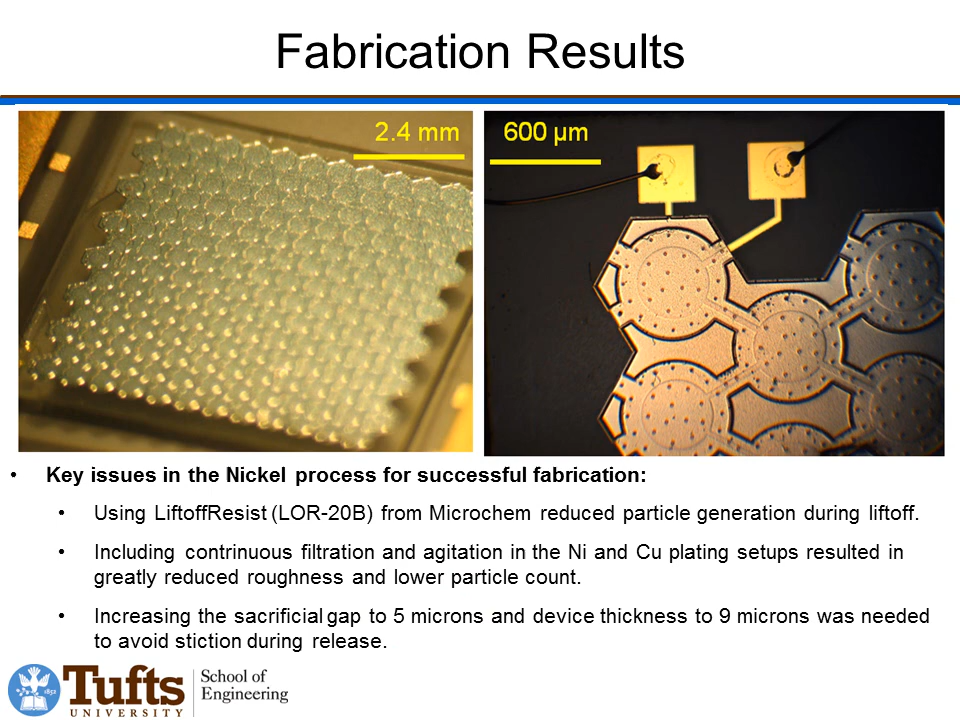 Fabrication Results
2.4 mm
600 µm
• Key issues in the Nickel process for successful fabrication:
• Using LiftoffResist (LOR-20B) from Microchem reduced particle generation during liftoff.
• Including contrinuous filtration and agitation in the Ni and Cu plating setups resulted in
greatly reduced roughness and lower particle count.
• Increasing the sacrificial gap to 5 microns and device thickness to 9 microns was needed
to avoid stiction during release.
1852
Tufts
UNIVERSITY
School of
Engineering